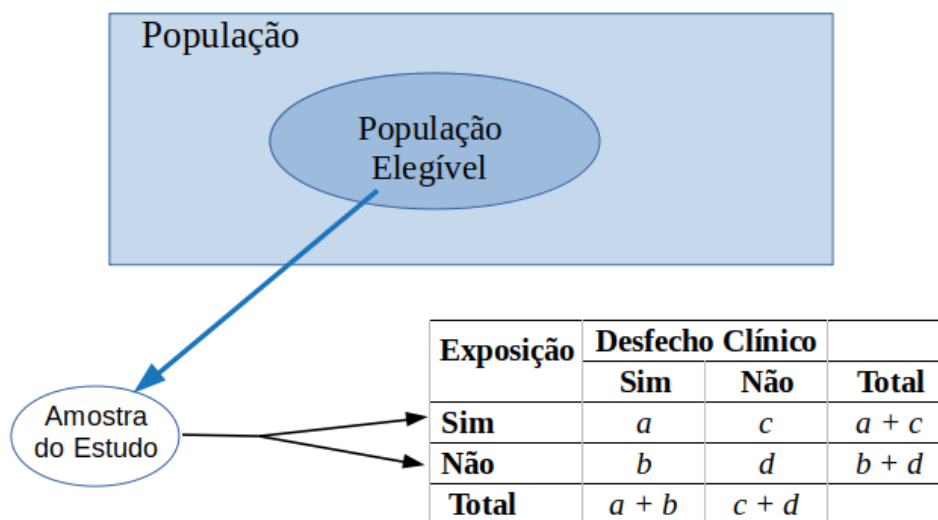 População
População
Elegível
Amostra
do Estudo
Exposição Desfecho Clínico
Sim Não Total
Sim a c a + c
Não b d b + d
Total a + b c + d